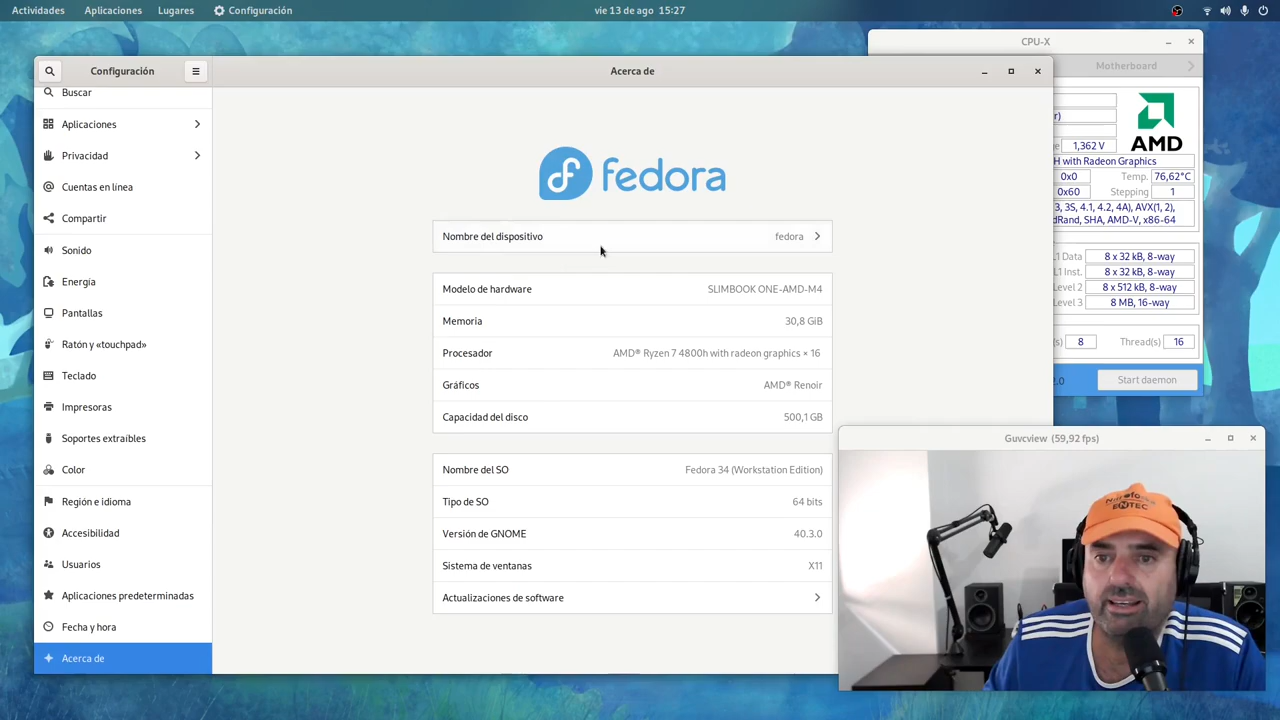 Actividades Aplicaciones Lugares Configuración vie 13 de ago 15:27
CPU-X
Configuración Acerca de
Motherboard
Buscar
Aplicaciones
Privacidad
Cuentas en línea
Compartir
Sonido
Energía
Pantallas
Ratón y «touchpad»
Teclado
Impresoras
Soportes extraíbles
Color
Región e idioma
Accesibilidad
Usuarios
Aplicaciones predeterminadas
Fecha y hora
Acerca de
fedora
Nombre del dispositivo fedora
Modelo de hardware SLIMBOOK ONE-AMD-M4
Memoria 30,8 GiB
Procesador AMD® Ryzen 7 4800h with radeon graphics × 16
Gráficos AMD® Renoir
Capacidad del disco 500,1 GB
Nombre del SO Fedora 34 (Workstation Edition)
Tipo de SO 64 bits
Versión de GNOME 40.3.0
Sistema de ventanas X11
Actualizaciones de software
r)
AMD
1,362 V
H with Radeon Graphics
0x0 Temp. 76,62°C
0x60 Stepping 1
3, 3S, 4.1, 4.2, 4A), AVX(1, 2),
dRand, SHA, AMD-V, x86-64
L1 Data 8 x 32 kB, 8-way
L1 Inst. 8 x 32 kB, 8-way
Level 2 8 x 512 kB, 8-way
Level 3 8 MB, 16-way
(s) 8 Thread(s) 16
Start daemon
Guvcview (59,92 fps)
ENTEC